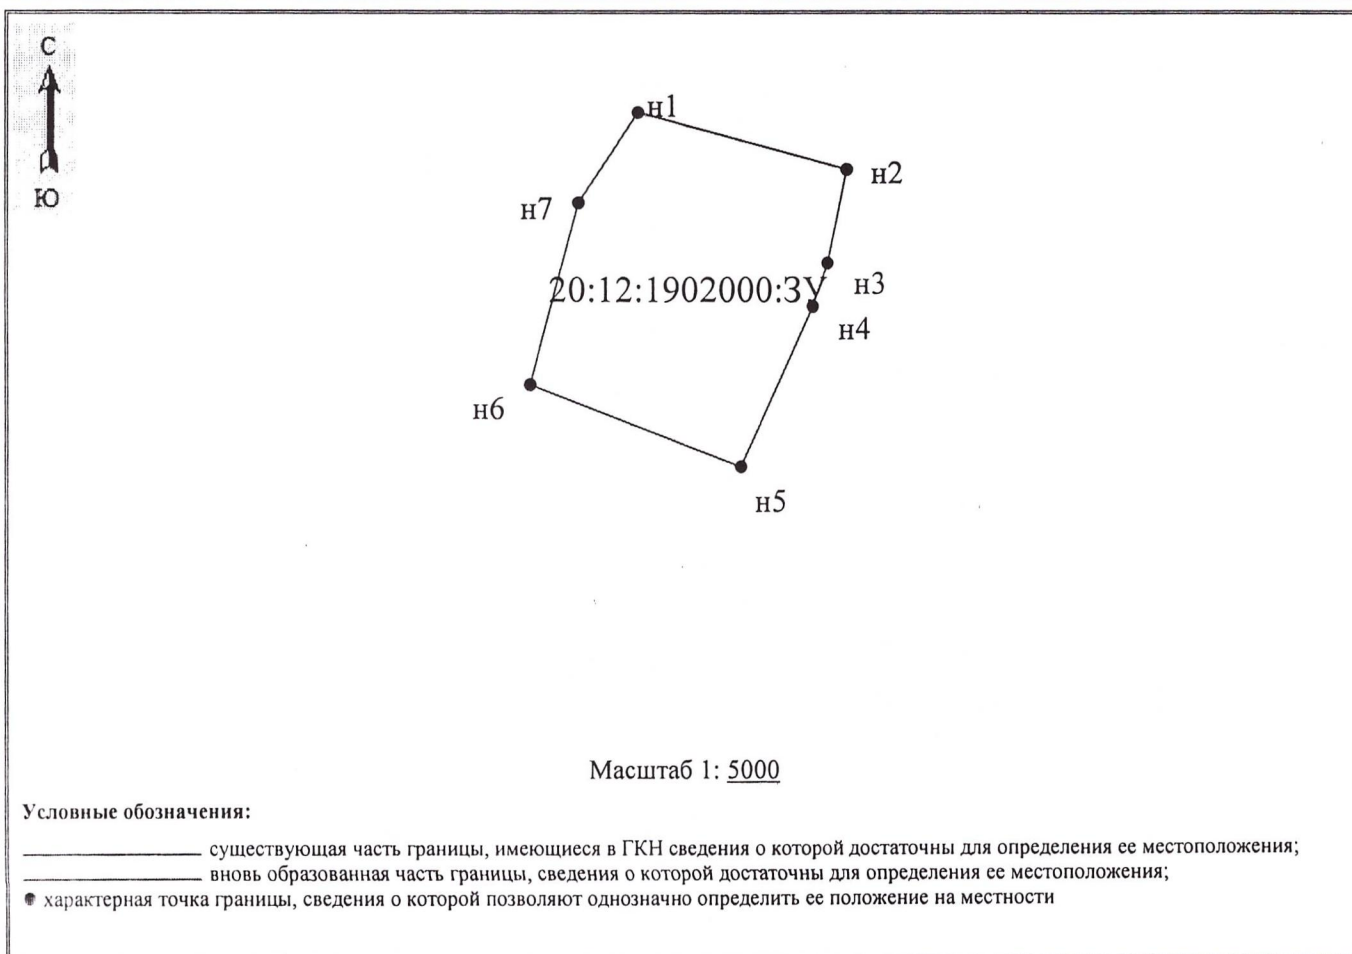 С
Ю
н1
н2
н7
20:12:1902000:ЗУ
н3
н4
н6
н5
Масштаб 1: 5000
Условные обозначения:
существующая часть границы, имеющиеся в ГКН сведения о которой достаточны для определения ее местоположения;
вновь образованная часть границы, сведения о которой достаточны для определения ее местоположения;
характерная точка границы, сведения о которой позволяют однозначно определить ее положение на местности